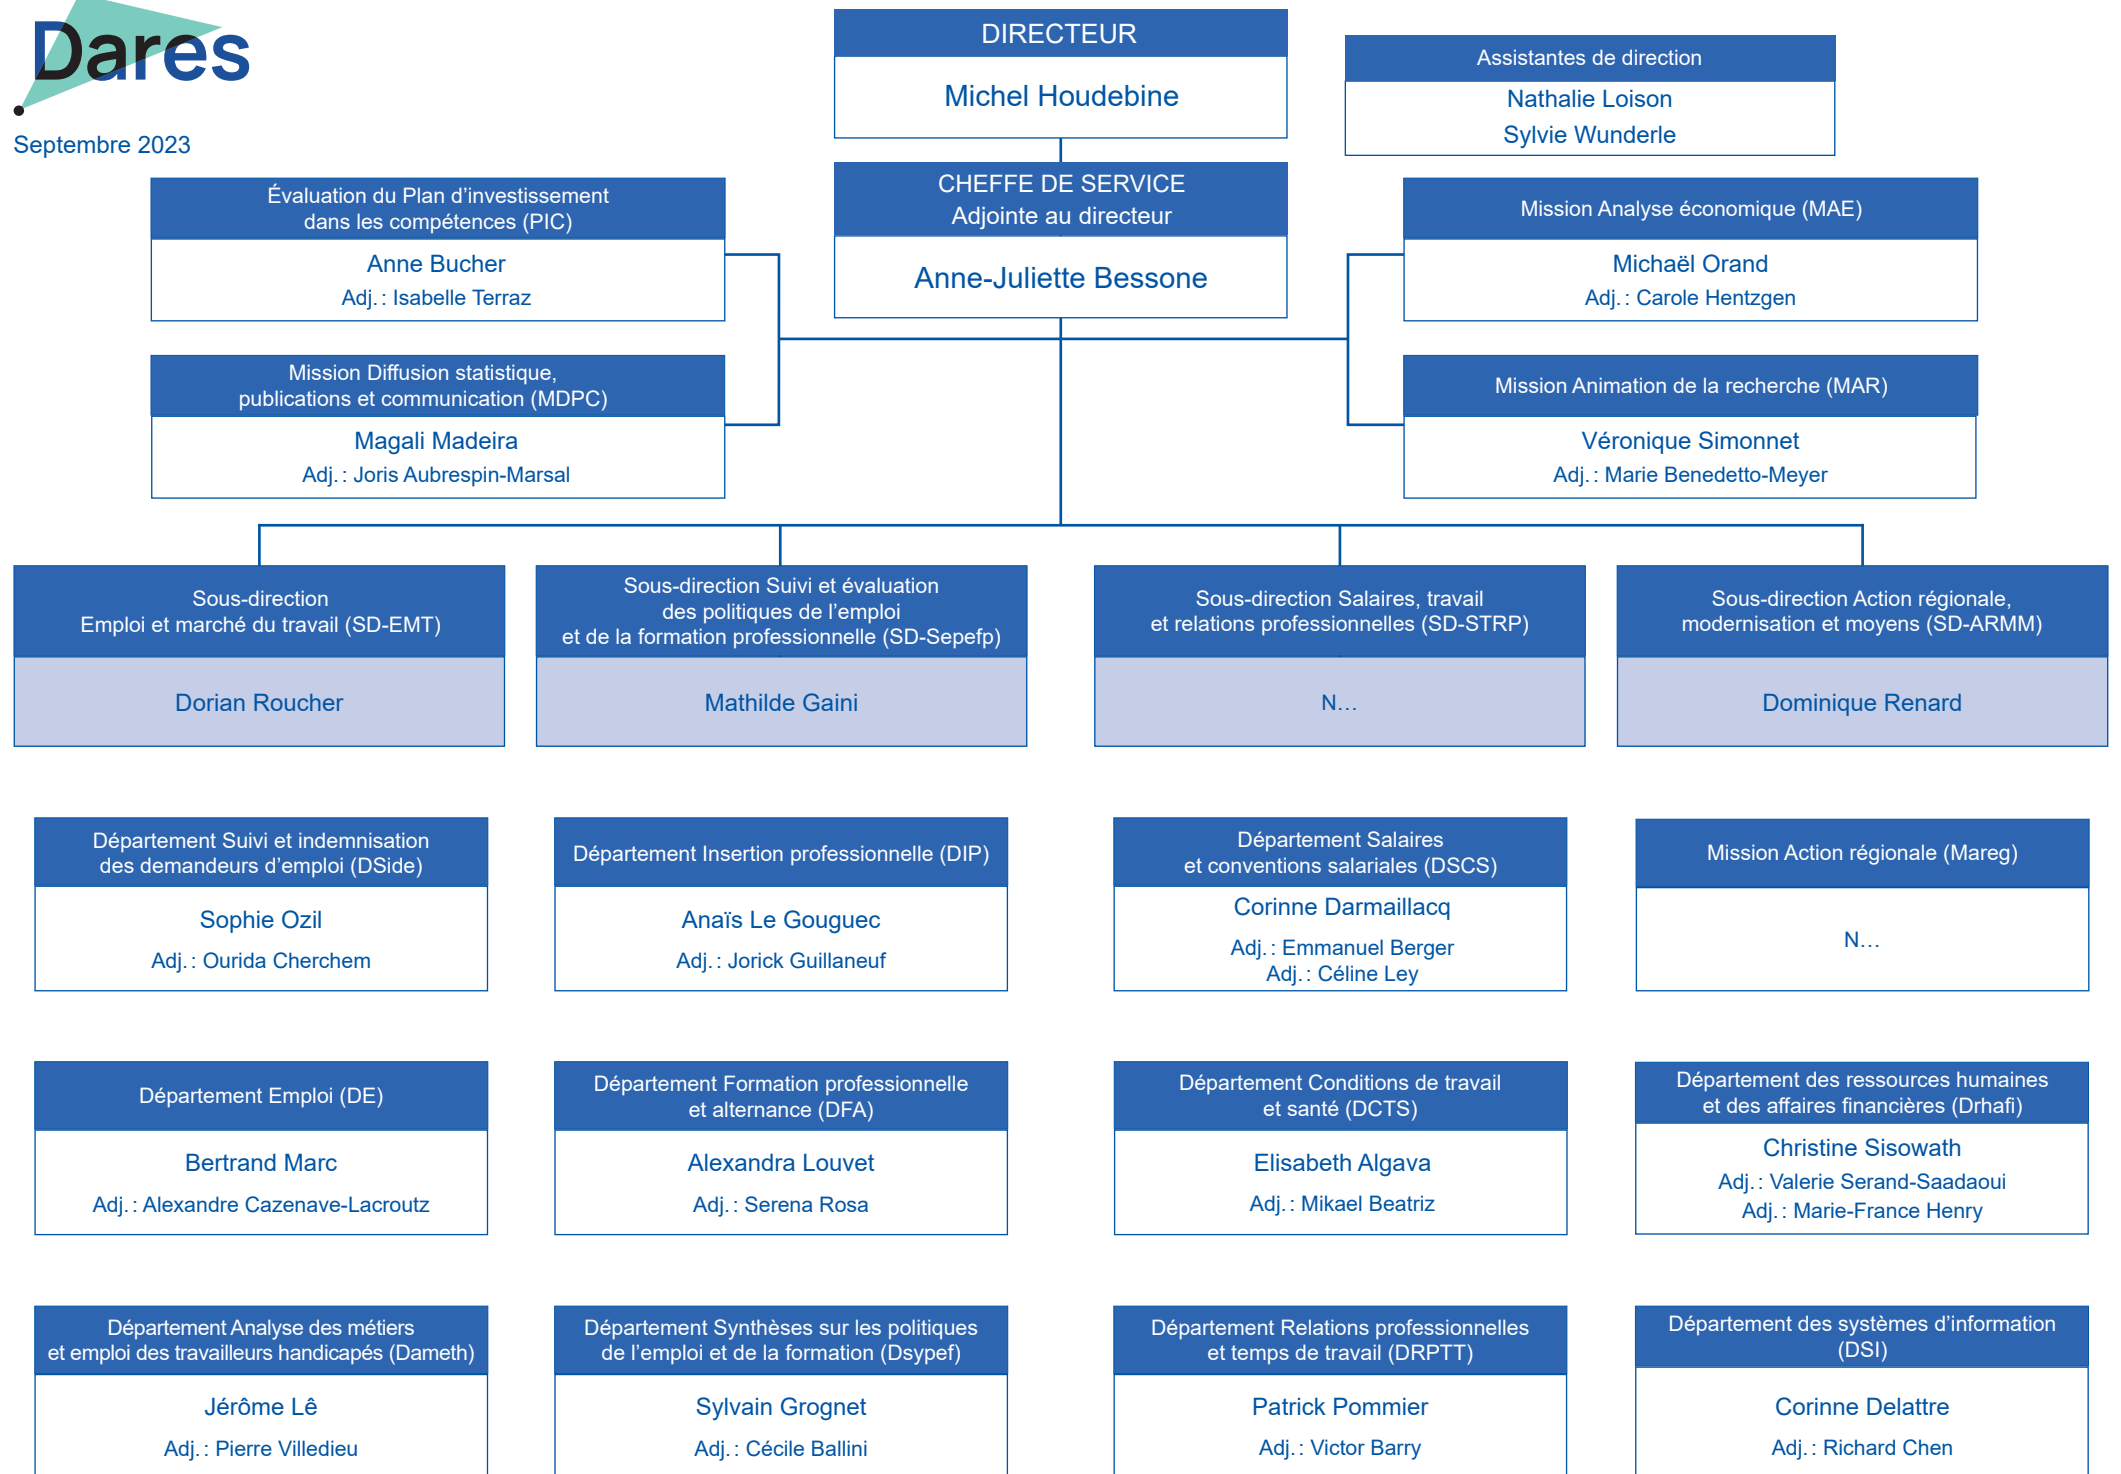 Dares
Septembre 2023
DIRECTEUR
Michel Houdebine
Assistantes de direction
Nathalie Loison
Sylvie Wunderle
CHEFFE DE SERVICE
Adjointe au directeur
Anne-Juliette Bessone
Évaluation du Plan d’investissement
dans les compétences (PIC)
Anne Bucher
Adj. : Isabelle Terraz
Mission Analyse économique (MAE)
Michaël Orand
Adj. : Carole Hentzgen
Mission Diffusion statistique,
publications et communication (MDPC)
Magali Madeira
Adj. : Joris Aubrespin-Marsal
Mission Animation de la recherche (MAR)
Véronique Simonnet
Adj. : Marie Benedetto-Meyer
Sous-direction
Emploi et marché du travail (SD-EMT)
Dorian Roucher
Sous-direction Suivi et évaluation
des politiques de l’emploi
et de la formation professionnelle (SD-Sepefp)
Mathilde Gaini
Sous-direction Salaires, travail
et relations professionnelles (SD-STRP)
N…
Sous-direction Action régionale,
modernisation et moyens (SD-ARMM)
Dominique Renard
Département Suivi et indemnisation
des demandeurs d’emploi (DSide)
Sophie Ozil
Adj. : Ourida Cherchem
Département Insertion professionnelle (DIP)
Anaïs Le Gouguec
Adj. : Jorick Guillaneuf
Département Salaires
et conventions salariales (DSCS)
Corinne Darmaillacq
Adj. : Emmanuel Berger
Adj. : Céline Ley
Mission Action régionale (Mareg)
N…
Département Emploi (DE)
Bertrand Marc
Adj. : Alexandre Cazenave-Lacroutz
Département Formation professionnelle
et alternance (DFA)
Alexandra Louvet
Adj. : Serena Rosa
Département Conditions de travail
et santé (DCTS)
Elisabeth Algava
Adj. : Mikael Beatriz
Département des ressources humaines
et des affaires financières (Drhafi)
Christine Sisowath
Adj. : Valerie Serand-Saadaoui
Adj. : Marie-France Henry
Département Analyse des métiers
et emploi des travailleurs handicapés (Dameth)
Jérôme Lê
Adj. : Pierre Villedieu
Département Synthèses sur les politiques
de l’emploi et de la formation (Dsypef)
Sylvain Grognet
Adj. : Cécile Ballini
Département Relations professionnelles
et temps de travail (DRPTT)
Patrick Pommier
Adj. : Victor Barry
Département des systèmes d’information
(DSI)
Corinne Delattre
Adj. : Richard Chen